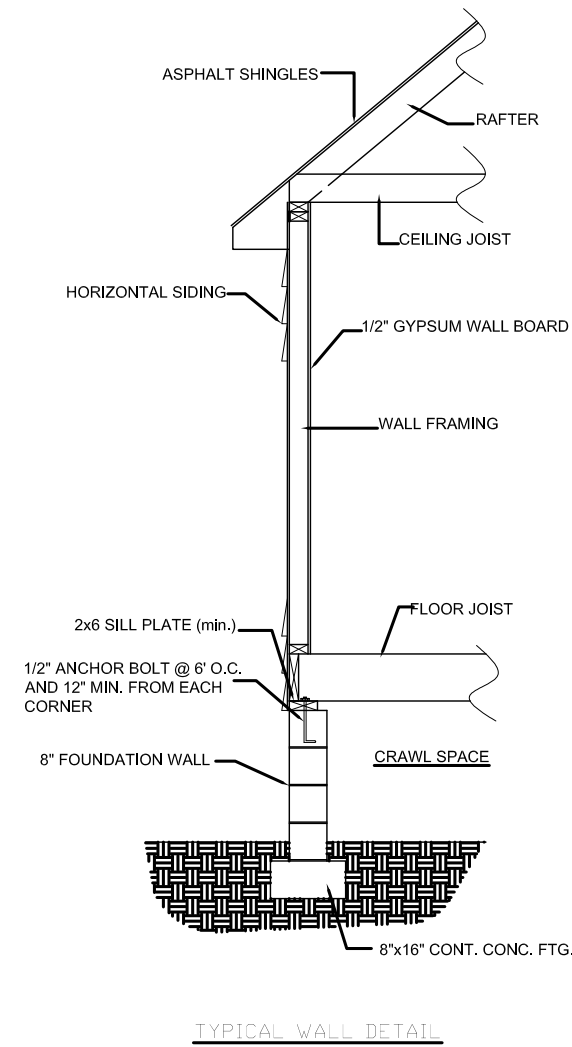 ASPHALT SHINGLES
RAFTER
CEILING JOIST
HORIZONTAL SIDING
1/2" GYPSUM WALL BOARD
WALL FRAMING
FLOOR JOIST
2x6 SILL PLATE (min.)
1/2" ANCHOR BOLT @ 6' O.C.
AND 12" MIN. FROM EACH
CORNER
CRAWL SPACE
8" FOUNDATION WALL
8"x16" CONT. CONC. FTG.
TYPICAL WALL DETAIL